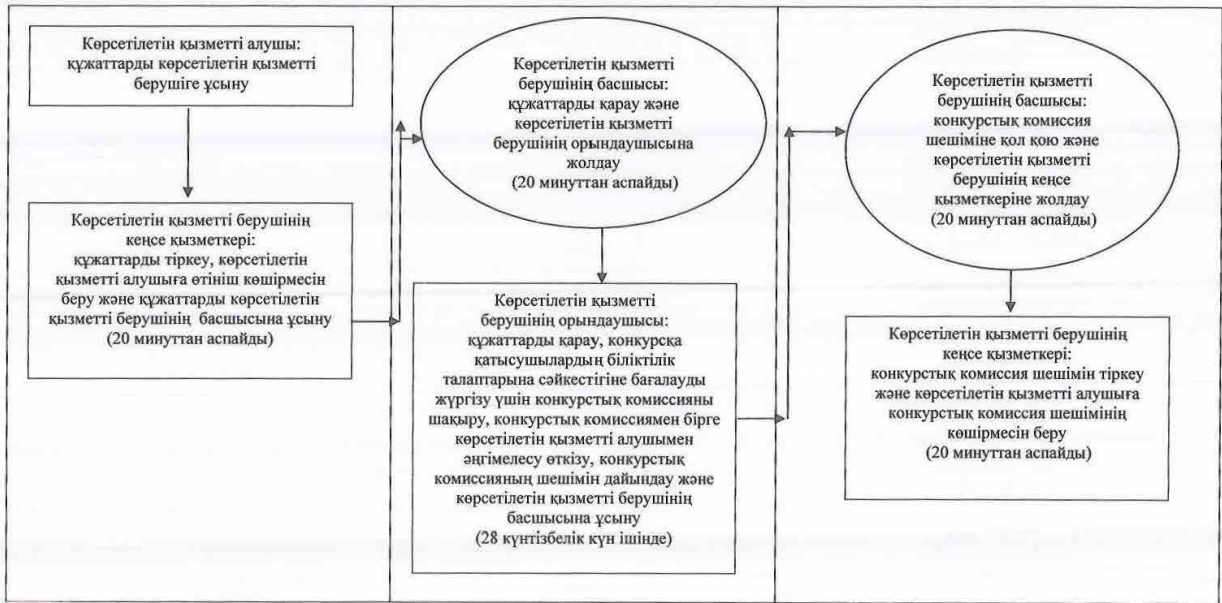 Көрсетілетін қызметті алушы:
құжаттарды көрсетілетін қызметті
берушіге ұсыну
Көрсетілетін қызметті берушінің
кеңсе қызметкері:
құжаттарды тіркеу, көрсетілетін
қызметті алушыға өтініш көшірмесін
беру және құжаттарды көрсетілетін
қызметті берушінің басшысына ұсыну
(20 минуттан аспайды)
Көрсетілетін қызметті
берушінің басшысы:
құжаттарды қарау және
көрсетілетін қызметті
берушінің орындаушысына
жолдау
(20 минуттан аспайды)
Көрсетілетін қызметті
берушінің орындаушысы:
құжаттарды қарау, конкурсқа
қатысушылардың біліктілік
талаптарына сәйкестігіне бағалауды
жүргізу үшін конкурстық комиссияны
шақыру, конкурстық комиссиямен бірге
көрсетілетін қызметті алушымен
әңгімелесу өткізу, конкурстық
комиссияның шешімін дайындау және
көрсетілетін қызметті берушінің
басшысына ұсыну
(28 күнтізбелік күн ішінде)
Көрсетілетін қызметті
берушінің басшысы:
конкурстық комиссия
шешіміне қол қою және
көрсетілетін қызметті
берушінің кеңсе
қызметкеріне жолдау
(20 минуттан аспайды)
Көрсетілетін қызметті берушінің
кеңсе қызметкері:
конкурстық комиссия шешімін тіркеу
және көрсетілетін қызметті алушыға
конкурстық комиссия шешімінің
көшірмесін беру
(20 минуттан аспайды)